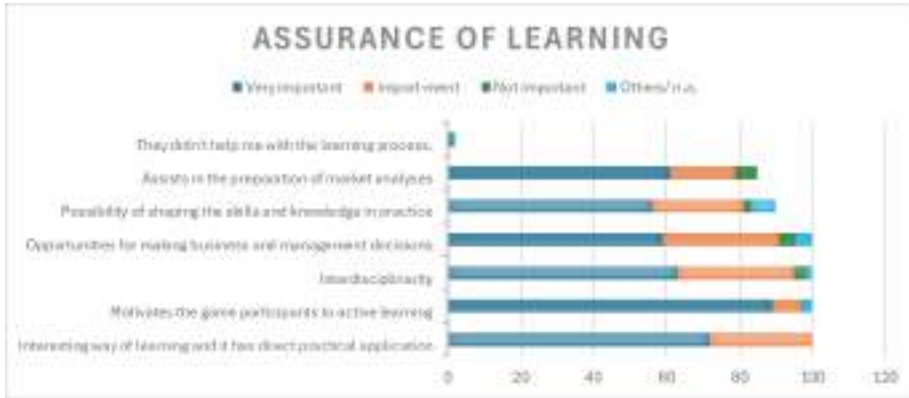 ASSURANCE OF LEARNING
Very important Import-ment Not important Others/ n.a.
They didn't help me with the learning process.
Assists in the preparation of market analyses
Possibility of shaping the skills and knowledge in practice
Opportunities for making business and management decisions
Interdisciplinarity
Motivates the game participants to active learning
Interesting way of learning and it has direct practical application
0 20 40 60 80 100 120